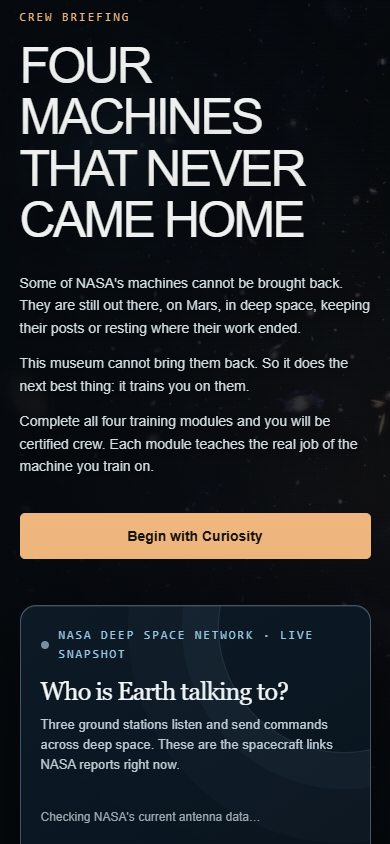 CREW BRIEFING
FOUR
MACHINES
THAT NEVER
CAME HOME
Some of NASA's machines cannot be brought back.
They are still out there, on Mars, in deep space, keeping
their posts or resting where their work ended.
This museum cannot bring them back. So it does the
next best thing: it trains you on them.
Complete all four training modules and you will be
certified crew. Each module teaches the real job of the
machine you train on.
Begin with Curiosity
NASA DEEP SPACE NETWORK · LIVE
SNAPSHOT
Who is Earth talking to?
Three ground stations listen and send commands
across deep space. These are the spacecraft links
NASA reports right now.
Checking NASA's current antenna data…